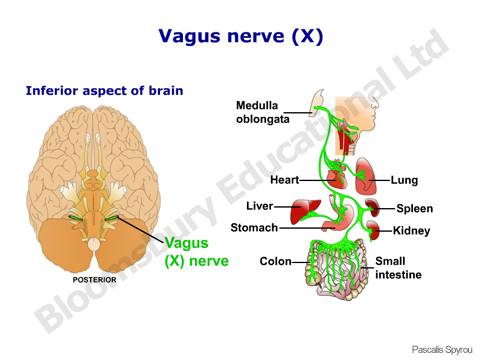 Vagus nerve (X)
Inferior aspect of brain
Medulla
oblongata
Heart
Lung
Liver
Spleen
Stomach
Kidney
Vagus
(X) nerve
Colon
Small
intestine
POSTERIOR
Bloomsbury Educational Ltd
Pascalis Spyrou